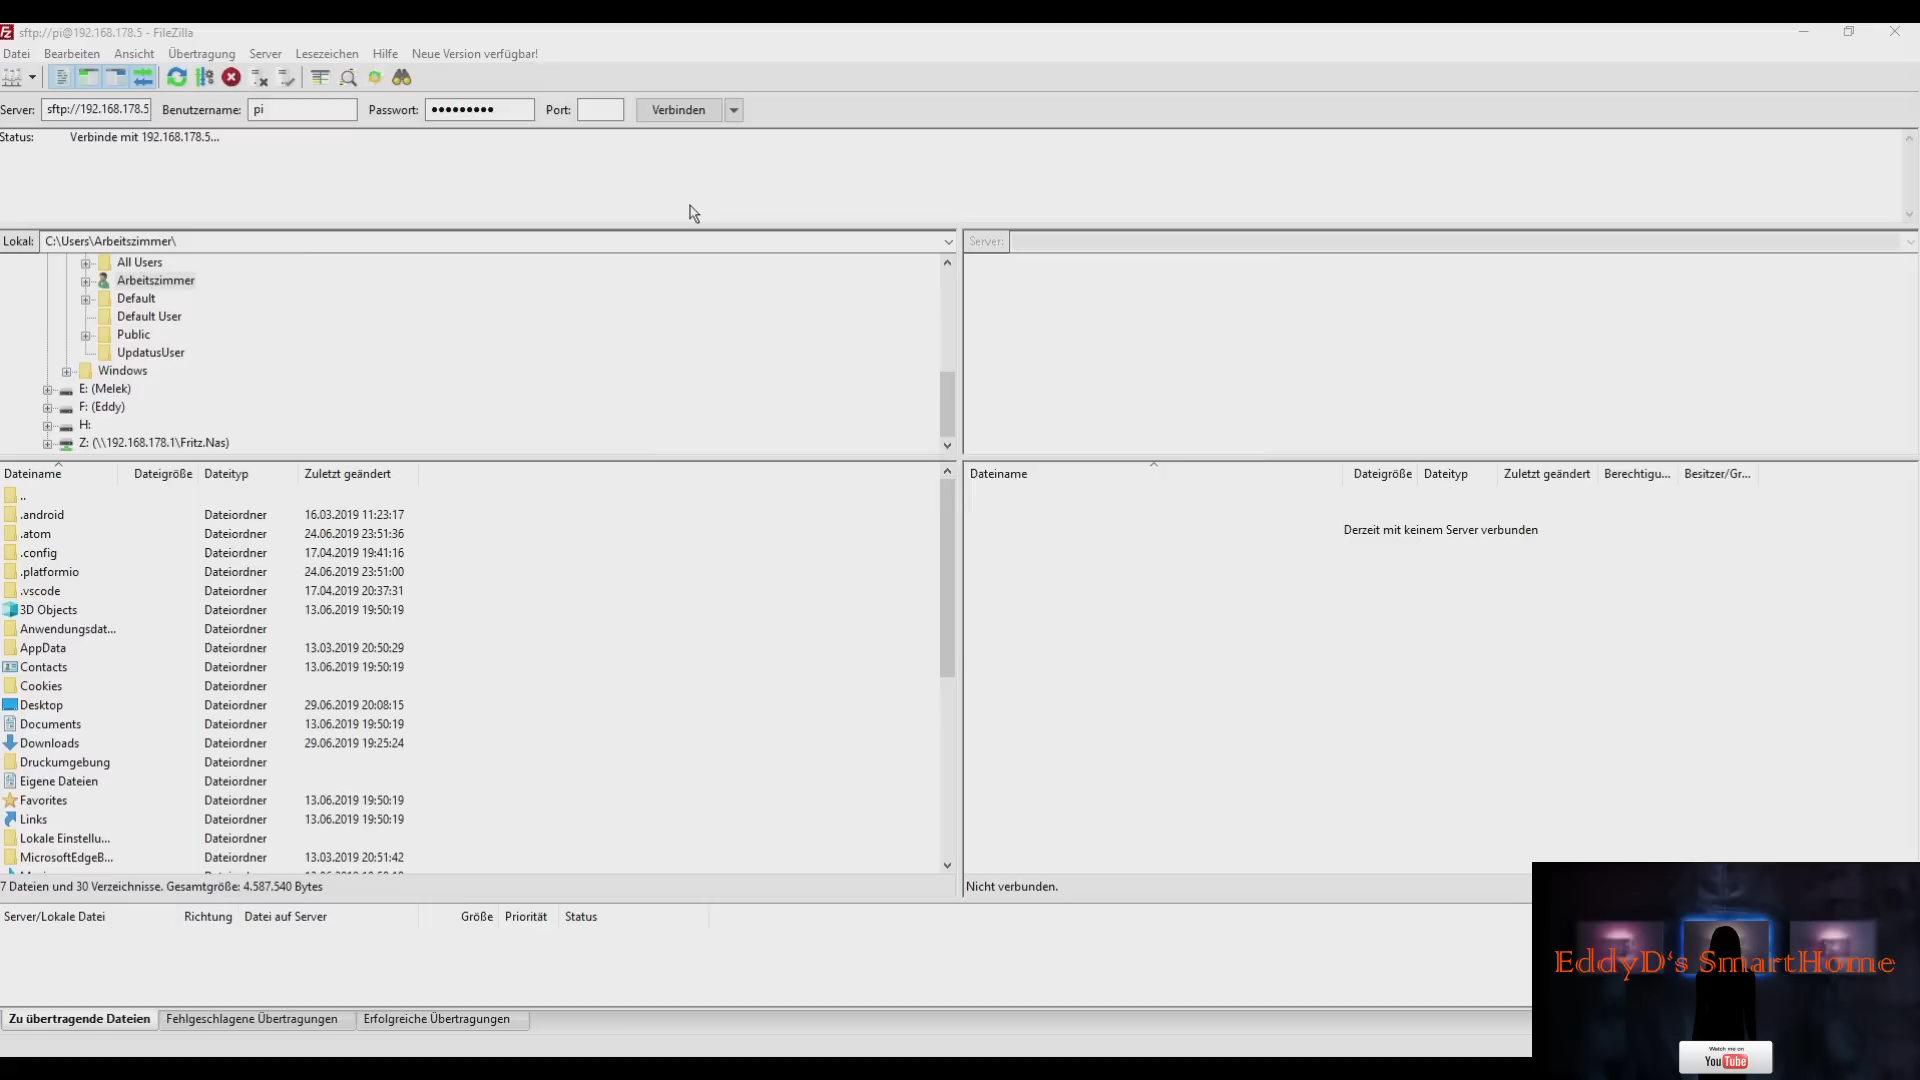 sftp://pi@192.168.178.5 - FileZilla
Datei Bearbeiten Ansicht Übertragung Server Lesezeichen Hilfe Neue Version verfügbar!
Server: sftp://192.168.178.5 Benutzername: pi Passwort: ●●●●●●●●● Port: Verbinden
Status: Verbinde mit 192.168.178.5...
Lokal: C:\Users\Arbeitszimmer\
Server:
All Users
Arbeitszimmer
Default
Default User
Public
UpdatusUser
Windows
E: (Melek)
F: (Eddy)
H:
Z: (\\192.168.178.1\Fritz.Nas)
Dateiname Dateigröße Dateityp Zuletzt geändert
..
.android Dateiordner 16.03.2019 11:23:17
.atom Dateiordner 24.06.2019 23:51:36
.config Dateiordner 17.04.2019 19:41:16
.platformio Dateiordner 24.06.2019 23:51:00
.vscode Dateiordner 17.04.2019 20:37:31
3D Objects Dateiordner 13.06.2019 19:50:19
Anwendungsdat... Dateiordner
AppData Dateiordner 13.03.2019 20:50:29
Contacts Dateiordner 13.06.2019 19:50:19
Cookies Dateiordner
Desktop Dateiordner 29.06.2019 20:08:15
Documents Dateiordner 13.06.2019 19:50:19
Downloads Dateiordner 29.06.2019 19:25:24
Druckumgebung Dateiordner
Eigene Dateien Dateiordner
Favorites Dateiordner 13.06.2019 19:50:19
Links Dateiordner 13.06.2019 19:50:19
Lokale Einstellu... Dateiordner
MicrosoftEdgeB... Dateiordner 13.03.2019 20:51:42
7 Dateien und 30 Verzeichnisse. Gesamtgröße: 4.587.540 Bytes
Dateiname Dateigröße Dateityp Zuletzt geändert Berechtigu... Besitzer/Gr...
Derzeit mit keinem Server verbunden
Nicht verbunden.
Server/Lokale Datei Richtung Datei auf Server Größe Priorität Status
Zu übertragende Dateien Fehlgeschlagene Übertragungen Erfolgreiche Übertragungen
EddyD's SmartHome
Watch me on
YouTube